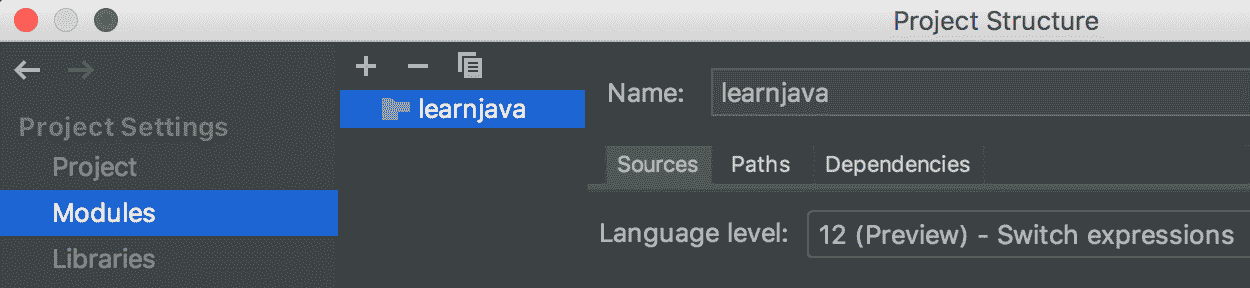 Project Structure
Project Settings
Project
Modules
Libraries
learnjava
Name: learnjava
Sources Paths Dependencies
Language level: 12 (Preview) - Switch expressions